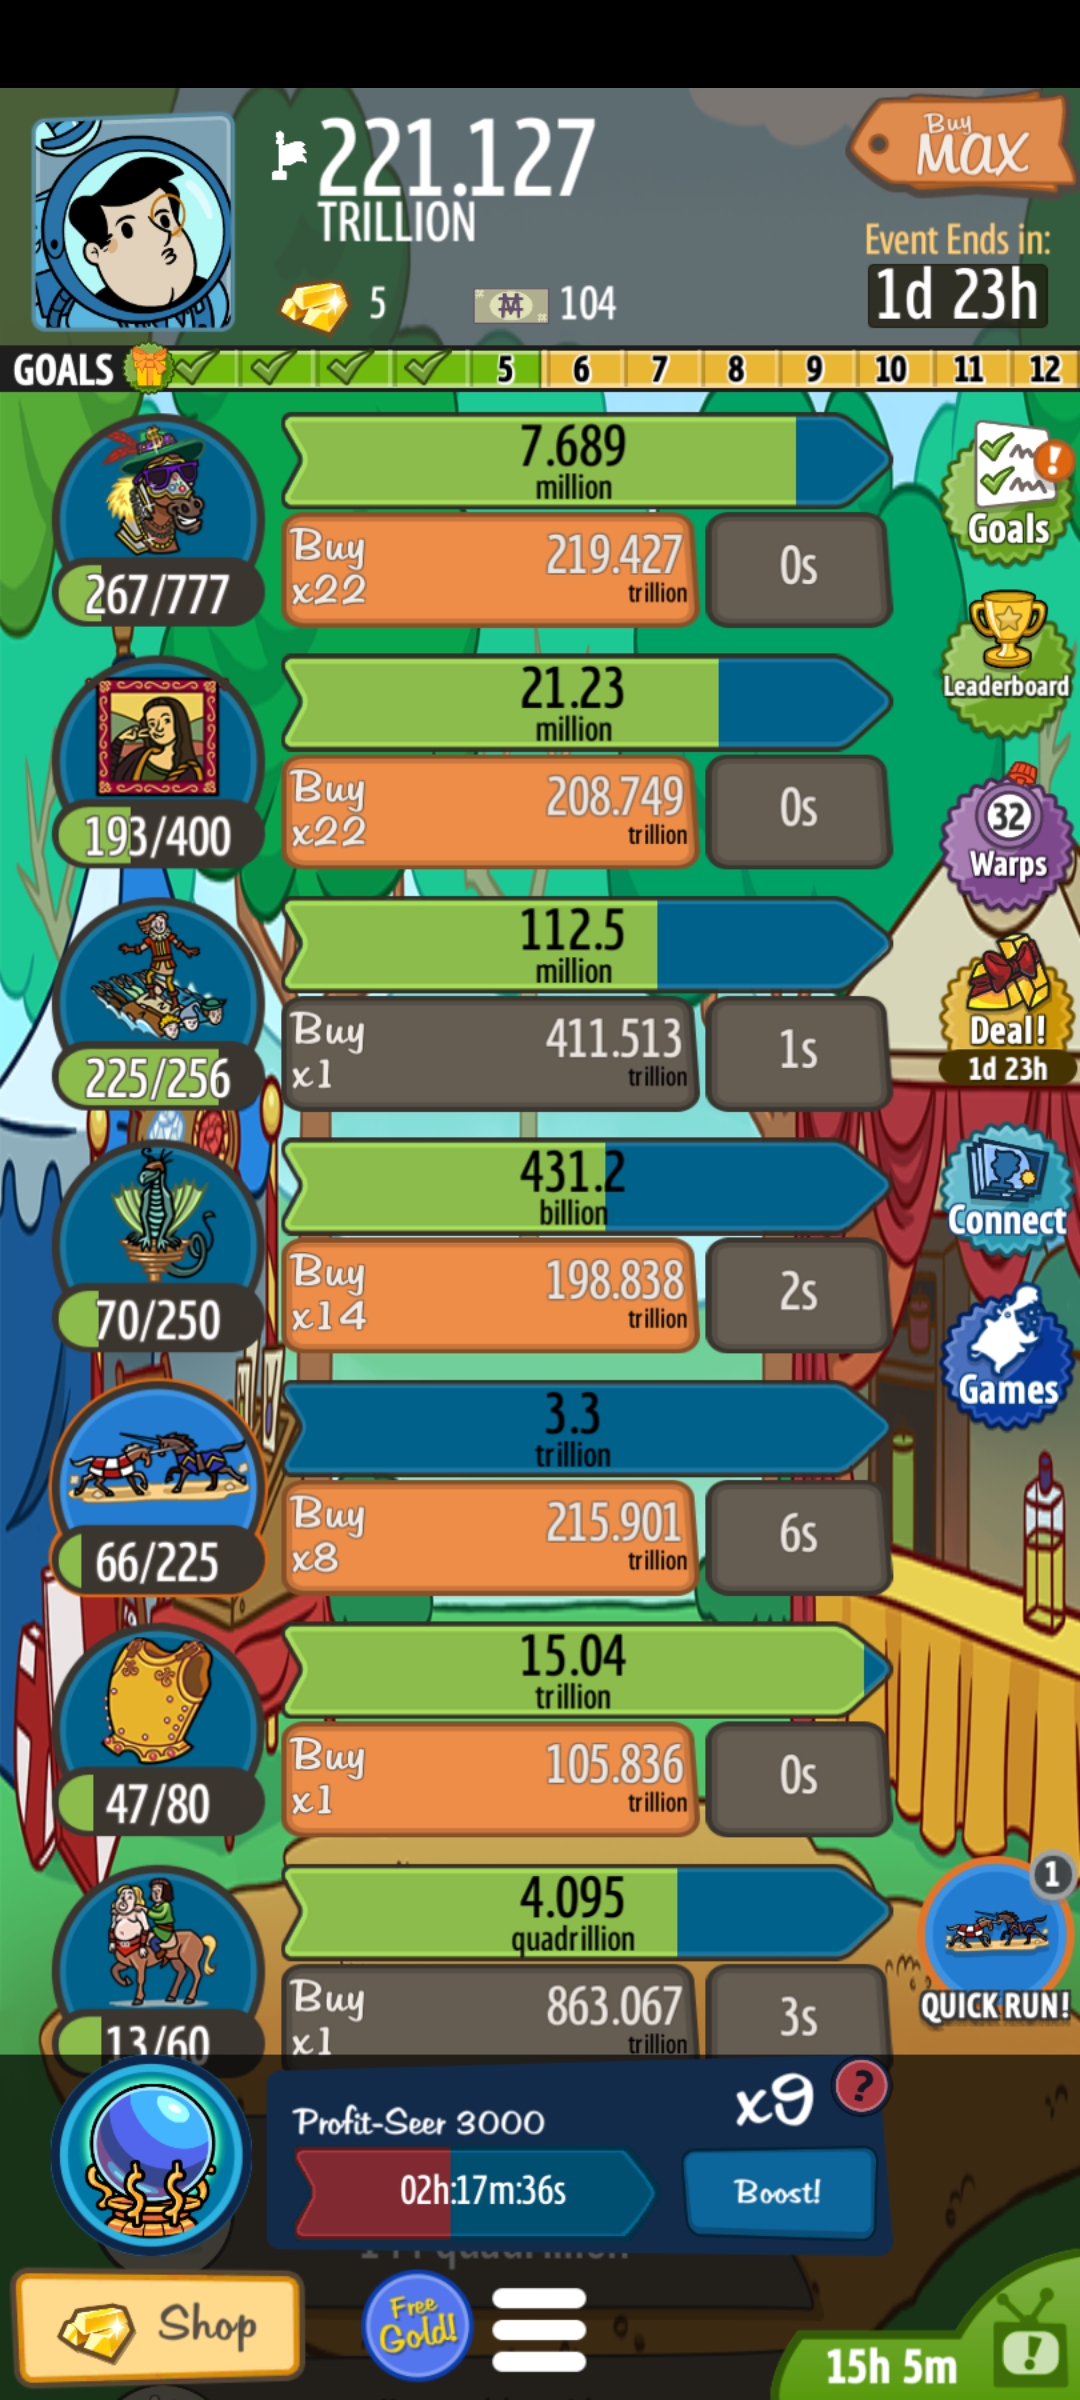 221.127
TRILLION
Buy
MAX
Event Ends in:
1d 23h
5
104
GOALS 5 6 7 8 9 10 11 12
7.689
million
Buy
x22
219.427
trillion
0s
267/777
Goals
21.23
million
Buy
x22
208.749
trillion
0s
193/400
Leaderboard
32
Warps
112.5
million
Buy
x1
411.513
trillion
1s
225/256
Deal!
1d 23h
431.2
billion
Buy
x14
198.838
trillion
2s
70/250
Connect
Games
3.3
trillion
Buy
x8
215.901
trillion
6s
66/225
15.04
trillion
Buy
x1
105.836
trillion
0s
47/80
4.095
quadrillion
Buy
x1
863.067
trillion
3s
13/60
1
QUICK RUN!
Profit-Seer 3000
x9
?
02h:17m:36s
Boost!
Shop
Free
Gold!
15h 5m